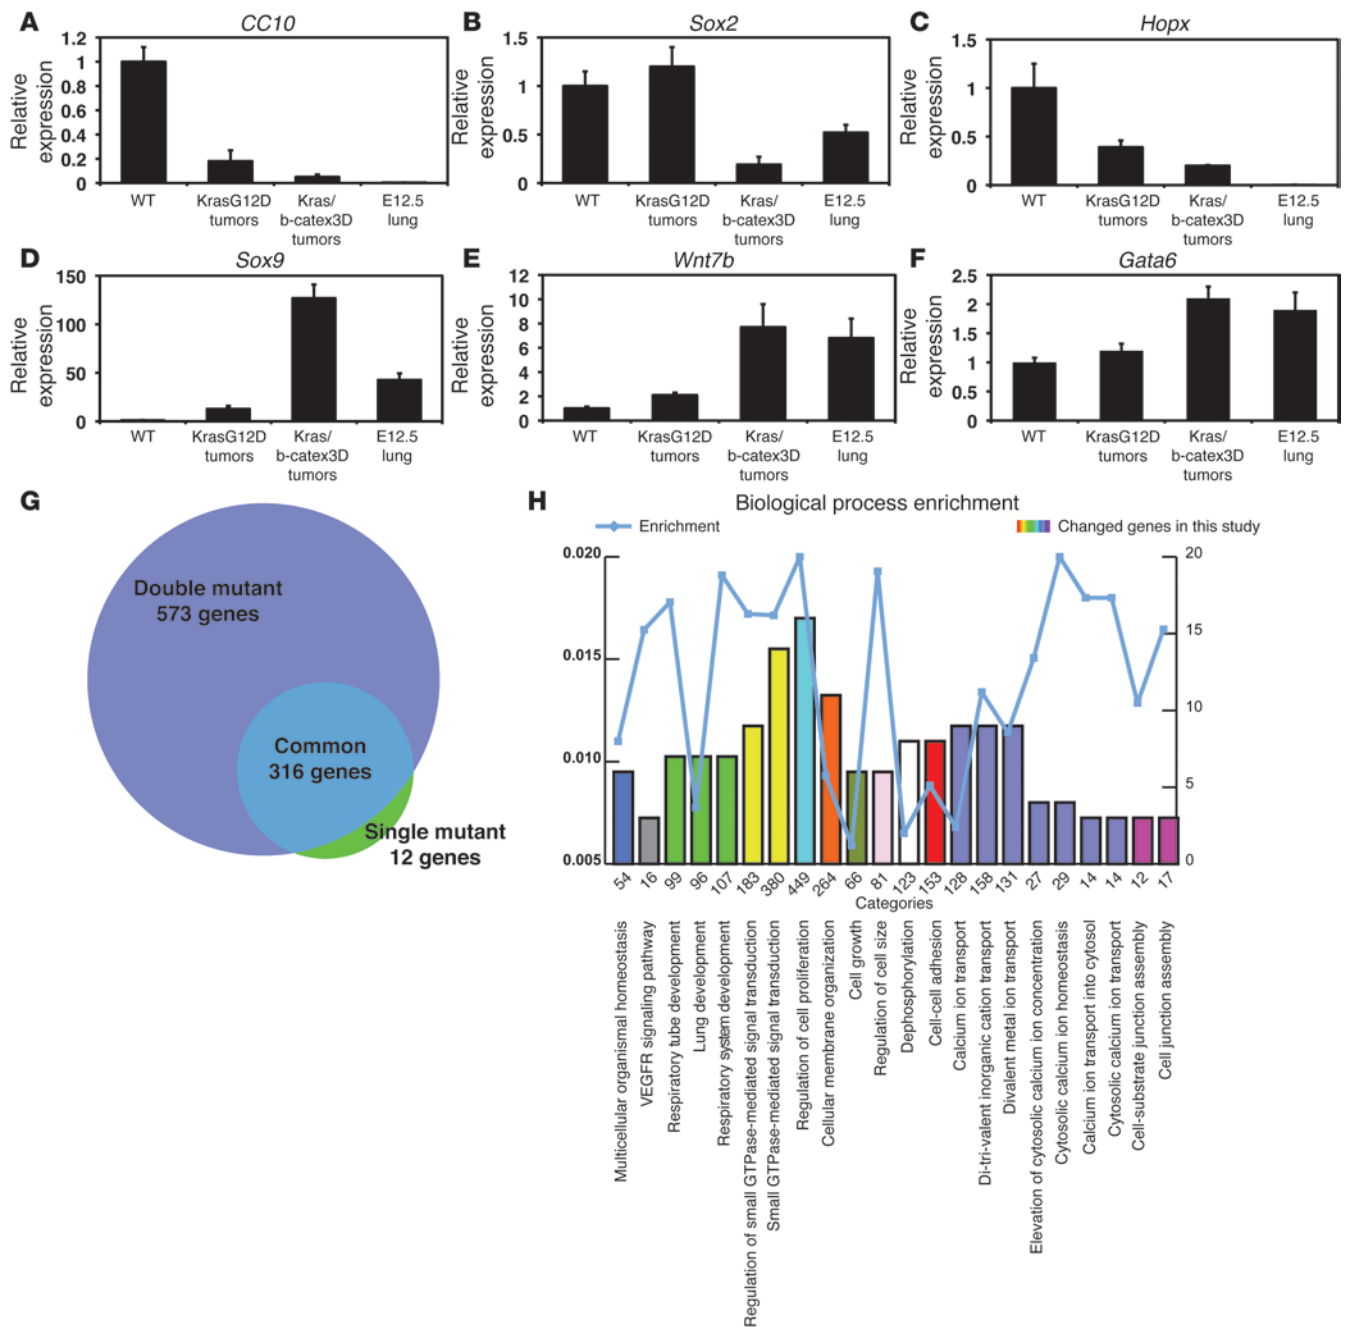 A
CC10
Relative
expression
1.2
1
0.8
0.6
0.4
0.2
0
WT
KrasG12D
tumors
Kras/
b-catex3D
tumors
E12.5
lung
B
Sox2
Relative
expression
1.5
1
0.5
0
WT
KrasG12D
tumors
Kras/
b-catex3D
tumors
E12.5
lung
C
Hopx
Relative
expression
1.5
1
0.5
0
WT
KrasG12D
tumors
Kras/
b-catex3D
tumors
E12.5
lung
D
Sox9
Relative
expression
150
100
50
0
WT
KrasG12D
tumors
Kras/
b-catex3D
tumors
E12.5
lung
E
Wnt7b
Relative
expression
12
10
8
6
4
2
0
WT
KrasG12D
tumors
Kras/
b-catex3D
tumors
E12.5
lung
F
Gata6
Relative
expression
2.5
2
1.5
1
0.5
0
WT
KrasG12D
tumors
Kras/
b-catex3D
tumors
E12.5
lung
G
Double mutant
573 genes
Common
316 genes
Single mutant
12 genes
H
Biological process enrichment
Enrichment
Changed genes in this study
0.020
0.015
0.010
0.005
20
15
10
5
0
54
16
99
96
107
183
380
449
264
66
81
123
153
128
158
131
27
29
14
14
12
17
Categories
Multicellular organismal homeostasis
VEGFR signaling pathway
Respiratory tube development
Lung development
Respiratory system development
Regulation of small GTPase-mediated signal transduction
Small GTPase-mediated signal transduction
Regulation of cell proliferation
Cellular membrane organization
Cell growth
Regulation of cell size
Dephosphorylation
Cell-cell adhesion
Calcium ion transport
Di-tri-valent inorganic cation transport
Divalent metal ion transport
Elevation of cytosolic calcium ion concentration
Cytosolic calcium ion homeostasis
Calcium ion transport into cytosol
Cytosolic calcium ion transport
Cell-substrate junction assembly
Cell junction assembly